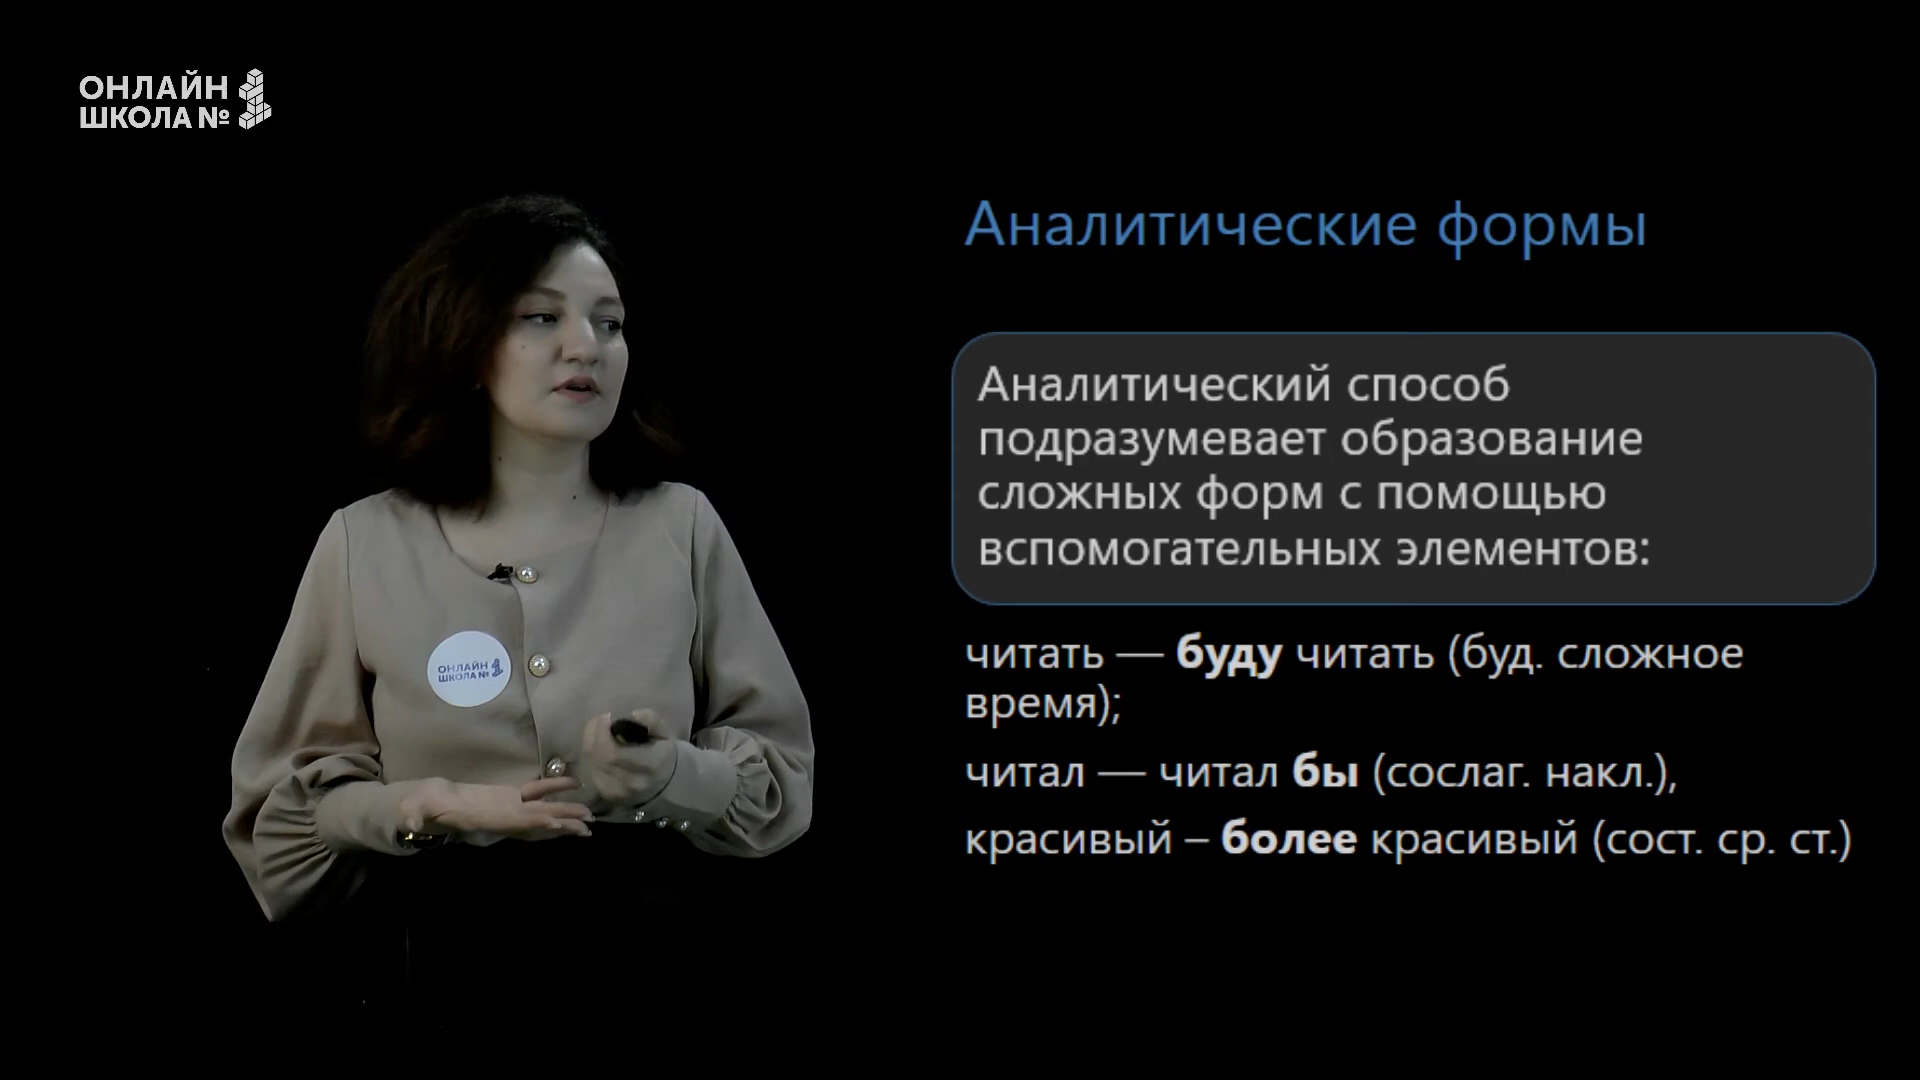 ОНЛАЙН
ШКОЛА №
Аналитические формы
Аналитический способ
подразумевает образование
сложных форм с помощью
вспомогательных элементов:
читать — буду читать (буд. сложное
время);
читал — читал бы (сослаг. накл.),
красивый – более красивый (сост. ср. ст.)
ОНЛАЙН
ШКОЛА №